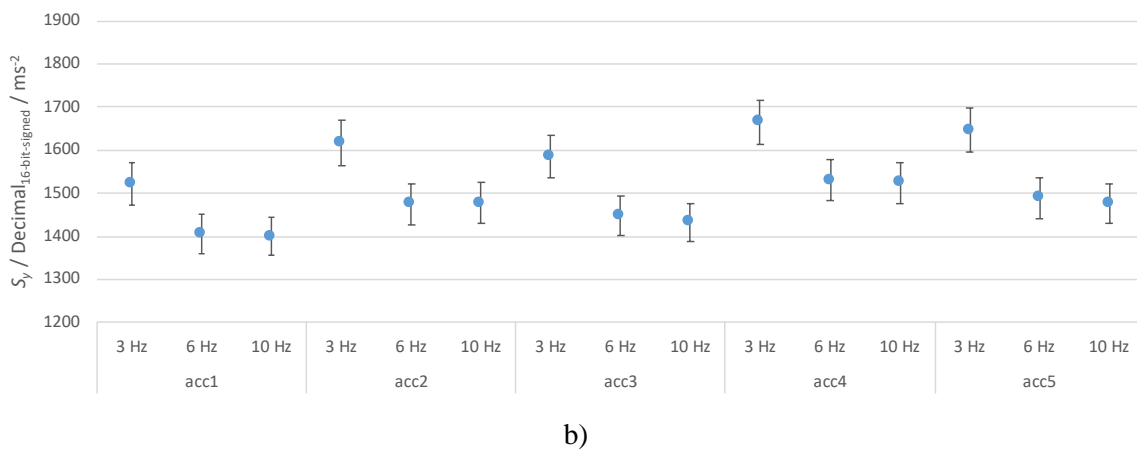 1900
1800
1700
1600
1500
1400
1300
1200
Sy / Decimal16-bit-signed / ms-2
3 Hz 6 Hz 10 Hz 3 Hz 6 Hz 10 Hz 3 Hz 6 Hz 10 Hz 3 Hz 6 Hz 10 Hz 3 Hz 6 Hz 10 Hz
acc1 acc2 acc3 acc4 acc5
b)